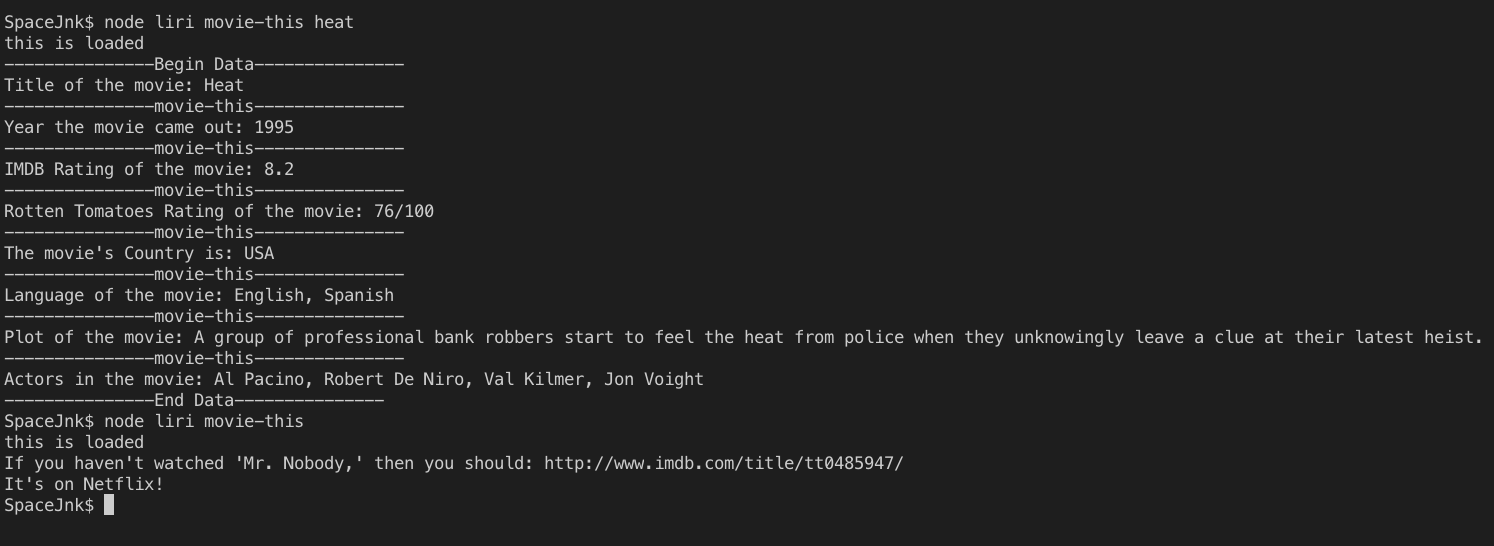 SpaceJnk$ node liri movie-this heat
this is loaded
---------------Begin Data---------------
Title of the movie: Heat
---------------movie-this---------------
Year the movie came out: 1995
---------------movie-this---------------
IMDB Rating of the movie: 8.2
---------------movie-this---------------
Rotten Tomatoes Rating of the movie: 76/100
---------------movie-this---------------
The movie's Country is: USA
---------------movie-this---------------
Language of the movie: English, Spanish
---------------movie-this---------------
Plot of the movie: A group of professional bank robbers start to feel the heat from police when they unknowingly leave a clue at their latest heist.
---------------movie-this---------------
Actors in the movie: Al Pacino, Robert De Niro, Val Kilmer, Jon Voight
---------------End Data---------------
SpaceJnk$ node liri movie-this
this is loaded
If you haven't watched 'Mr. Nobody,' then you should: http://www.imdb.com/title/tt0485947/
It's on Netflix!
SpaceJnk$